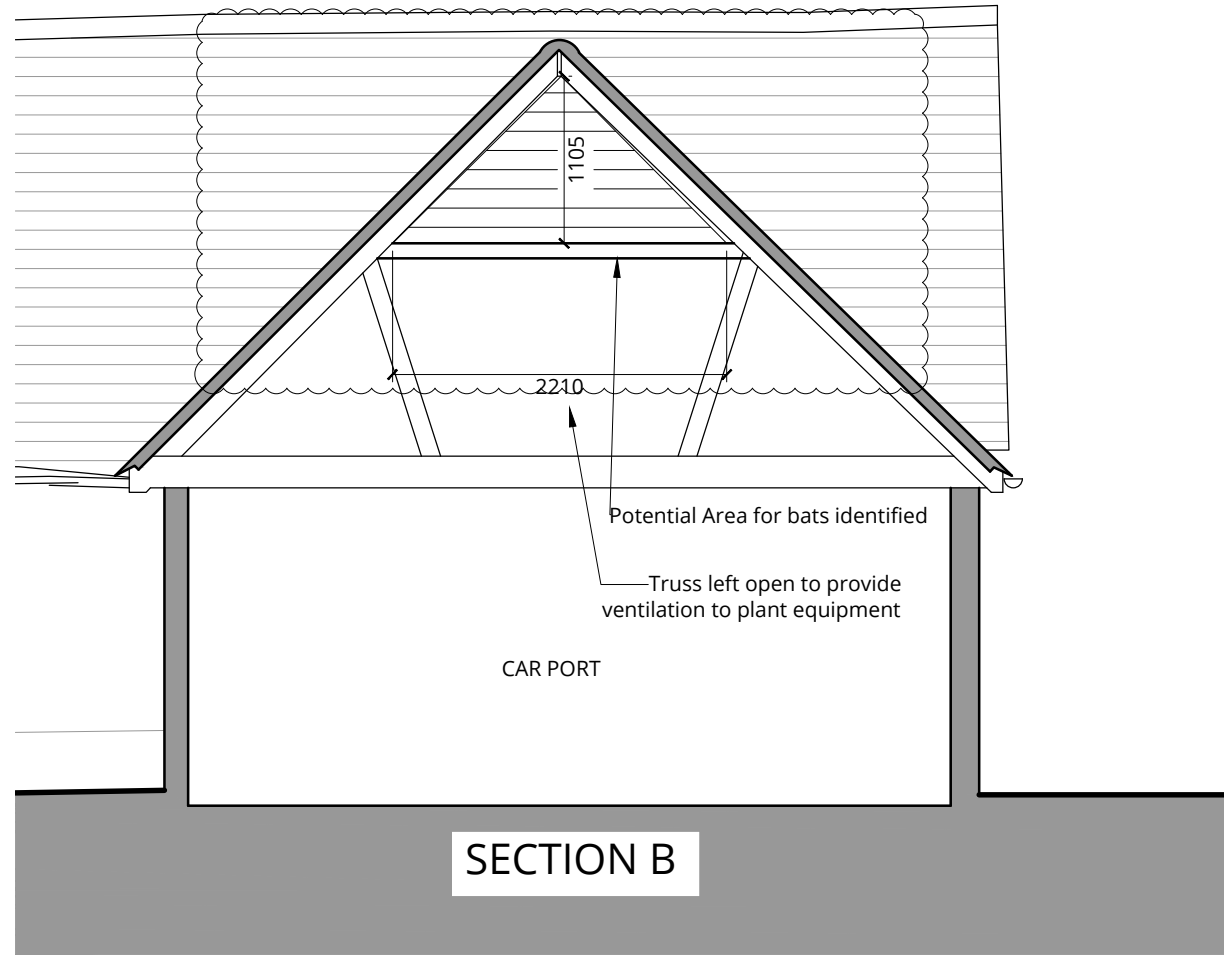 1105
2210
Potential Area for bats identified
Truss left open to provide
ventilation to plant equipment
CAR PORT
SECTION B